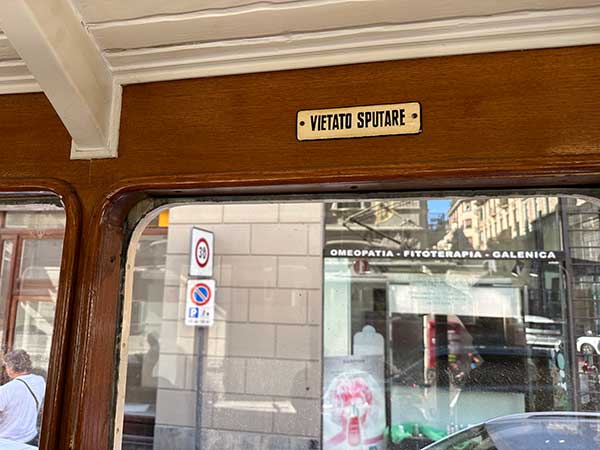 VIETATO SPUTARE
OMEOPATIA - FITOTERAPIA - GALENICA
30
P